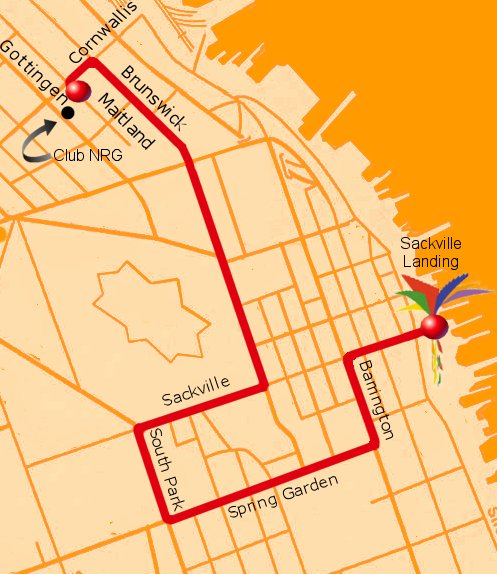 Cornwallis
Gottingen
Brunswick
Maitland
Club NRG
Sackville
Landing
Barrington
Sackville
South Park
Spring Garden